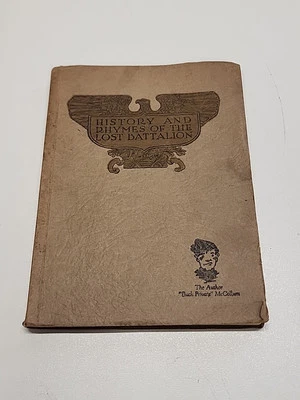 HISTORY AND
RHYMES OF THE
LOST BATTALION
The Author
"Buck Private" McCollum